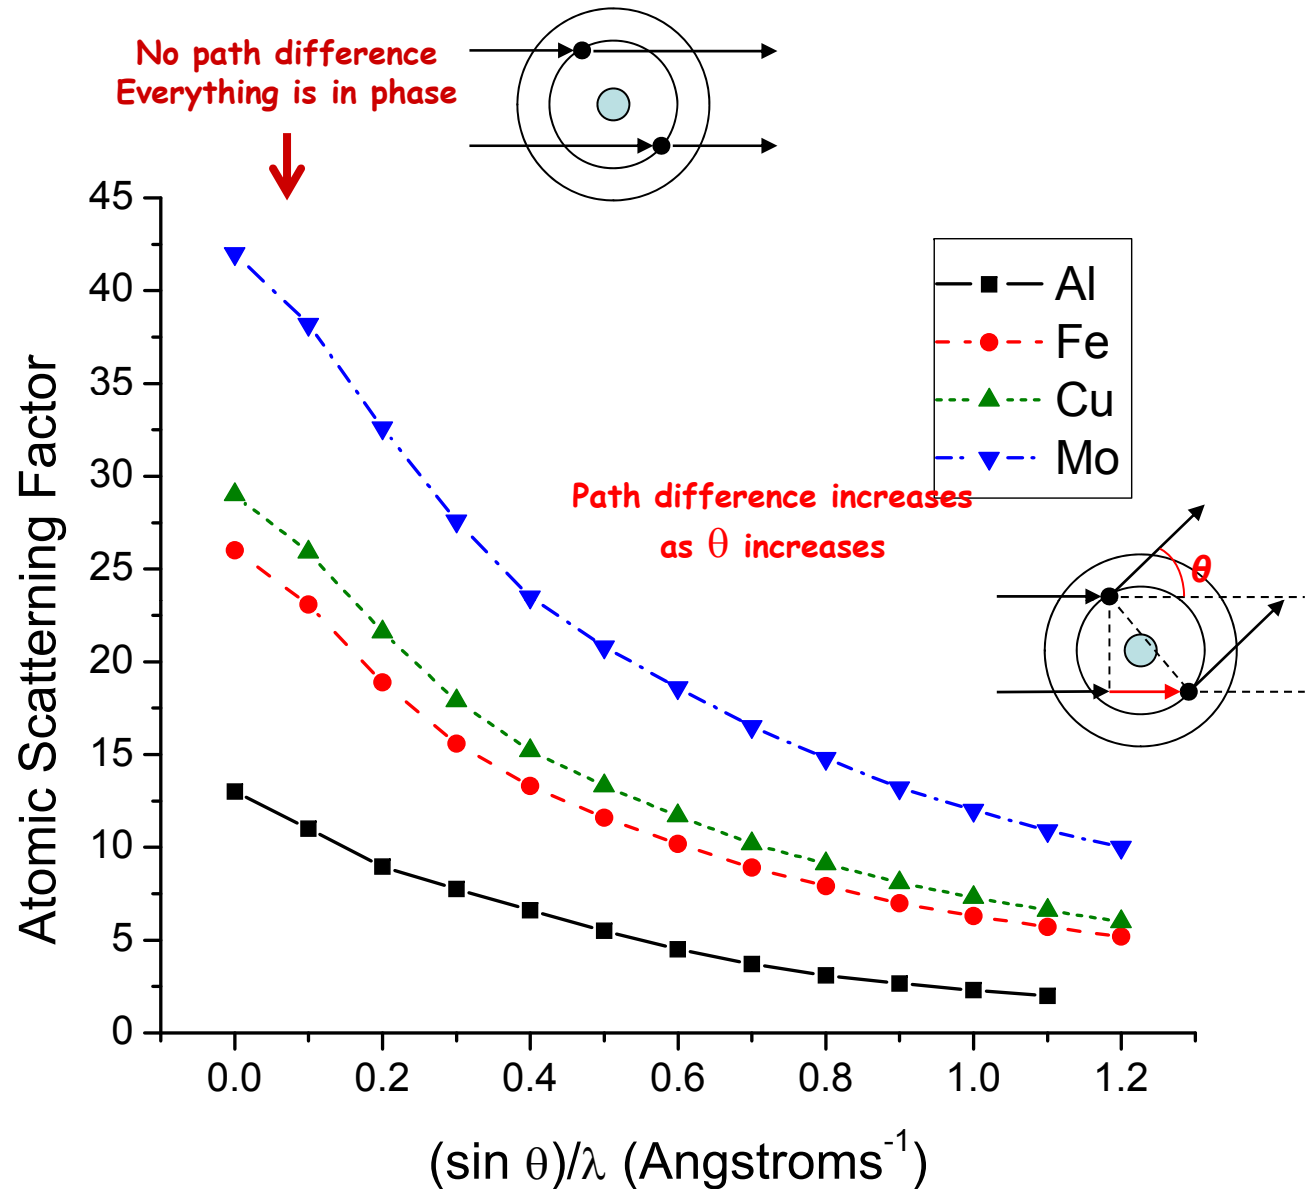 No path difference
Everything is in phase
45
40
35
30
25
20
15
10
5
0
Atomic Scatterning Factor
Al
Fe
Cu
Mo
Path difference increases
as θ increases
θ
0.0 0.2 0.4 0.6 0.8 1.0 1.2
(sin θ)/λ (Angstroms⁻¹)